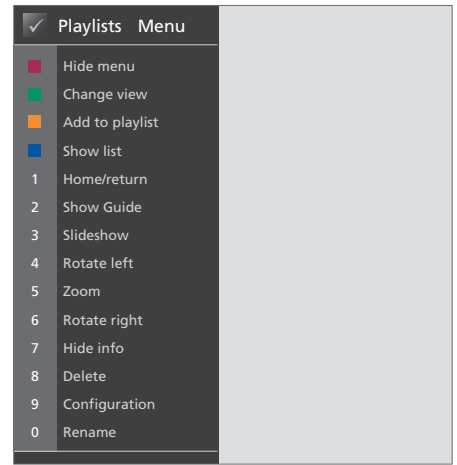 Playlists Menu
Hide menu
Change view
Add to playlist
Show list
1 Home/return
2 Show Guide
3 Slideshow
4 Rotate left
5 Zoom
6 Rotate right
7 Hide info
8 Delete
9 Configuration
0 Rename